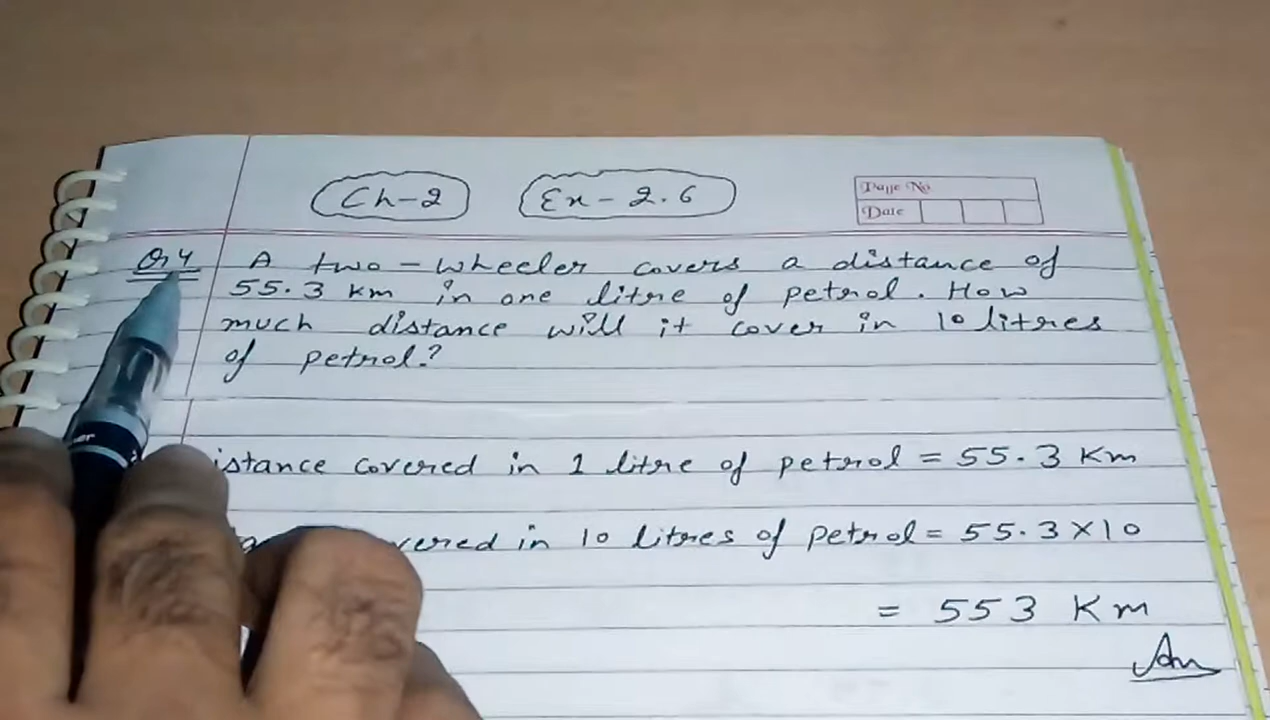 Ch-2 Ex-2.6
Page No
Date
Q4 A two-wheeler covers a distance of
55.3 km in one litre of petrol. How
much distance will it cover in 10 litres
of petrol?
istance covered in 1 litre of petrol = 55.3 Km
vered in 10 litres of petrol = 55.3 X 10
= 553 Km
Ans